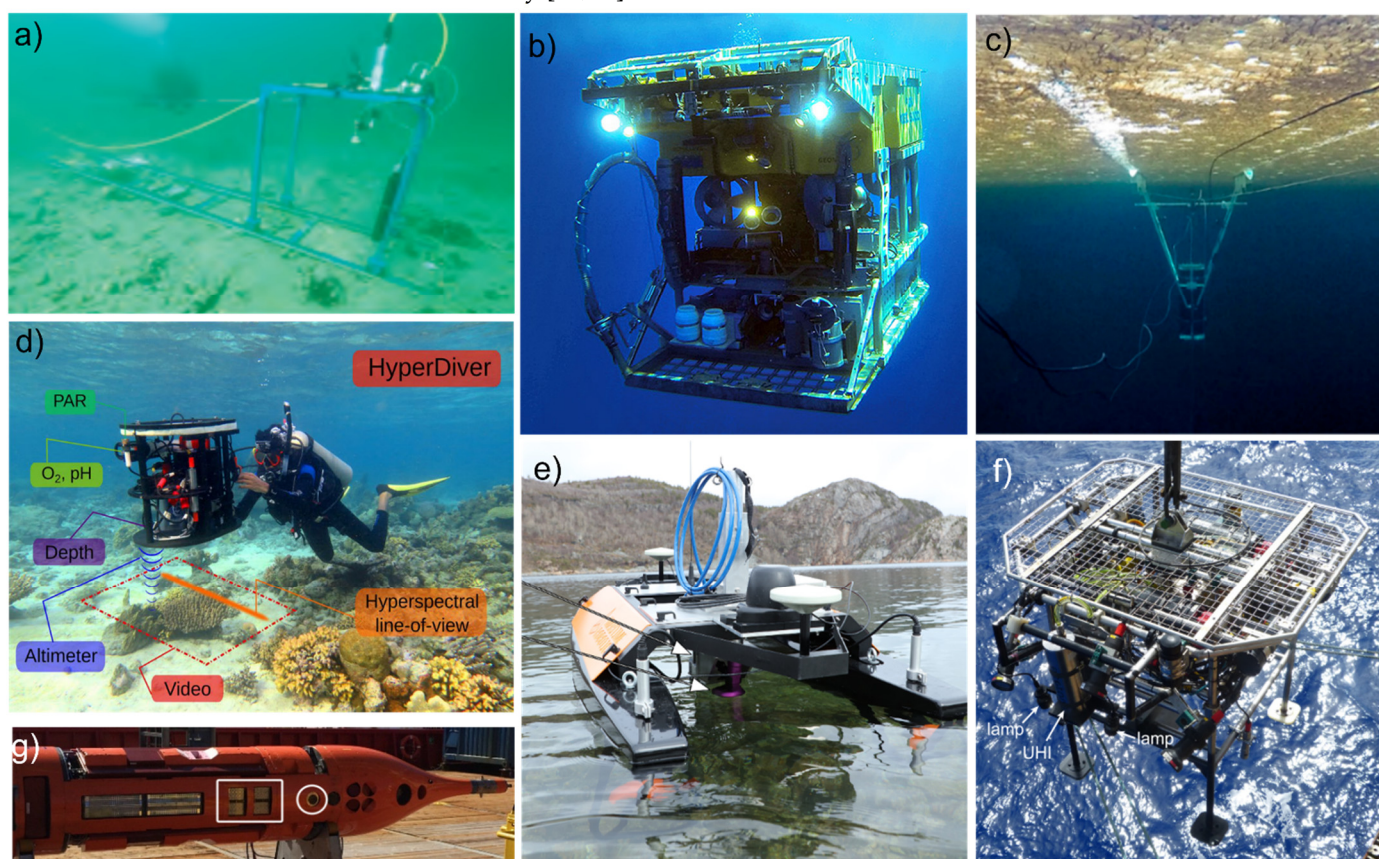 a)
b)
c)
d)
HyperDiver
PAR
O₂, pH
Depth
Altimeter
Video
Hyperspectral
line-of-view
e)
f)
lamp
UHI
lamp
g)